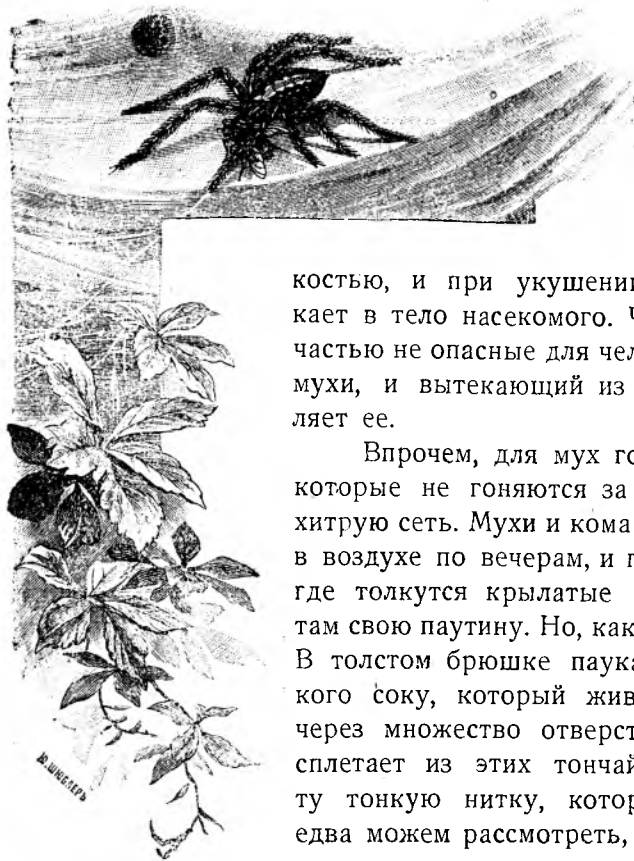 костью, и при укушении
кает в тело насекомого.
частью не опасные для чел
мухи, и вытекающий из
ляет ее.
Впрочем, для мух го
которые не гоняются за
хитрую сеть. Мухи и кома
в воздухе по вечерам, и п
где толкутся крылатые
там свою паутину. Но, как
В толстом брюшке паука
кого соку, который жив
через множество отверст
сплетает из этих тончай
ту тонкую нитку, котор
едва можем рассмотреть,
Ю. ШЮБЛЕРЪ